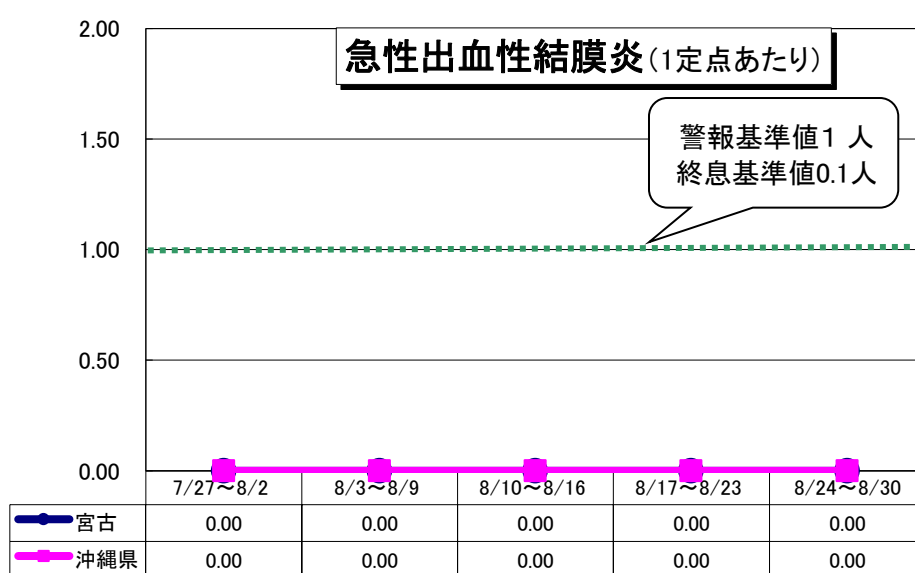 急性出血性結膜炎(1定点あたり)
警報基準値1 人
終息基準値0.1人
2.00
1.50
1.00
0.50
0.00
7/27～8/2 8/3～8/9 8/10～8/16 8/17～8/23 8/24～8/30
宮古 0.00 0.00 0.00 0.00 0.00
沖縄県 0.00 0.00 0.00 0.00 0.00